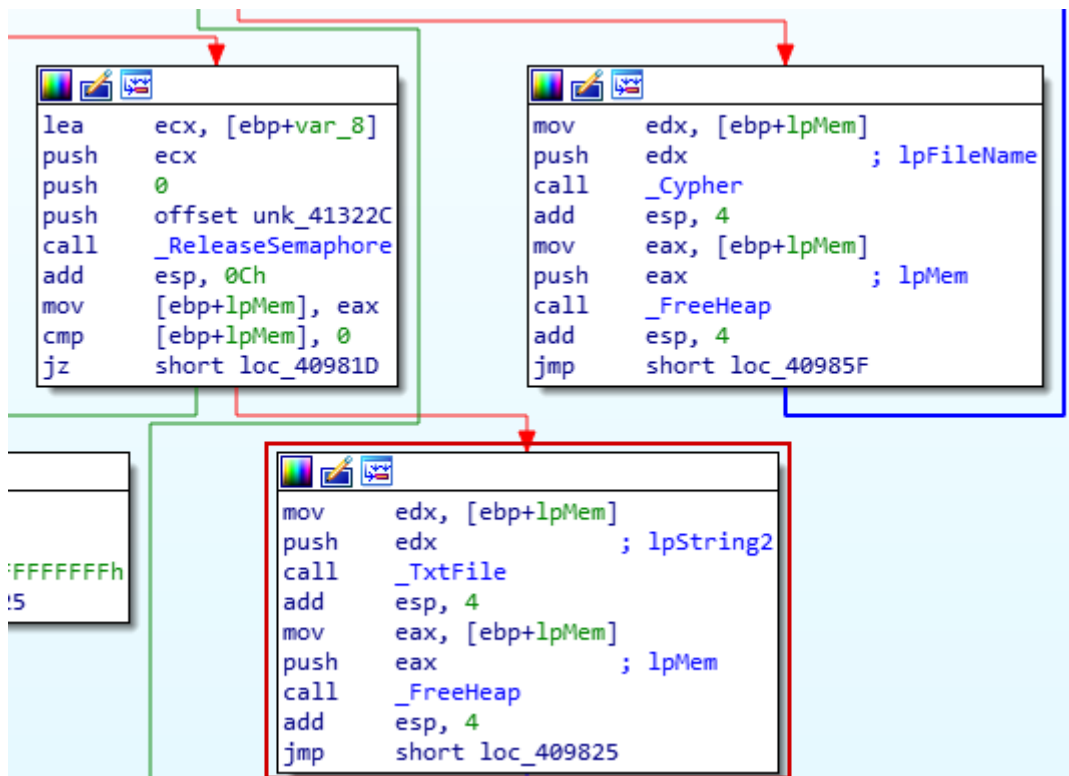 lea ecx, [ebp+var_8]
push ecx
push 0
push offset unk_41322C
call _ReleaseSemaphore
add esp, 0Ch
mov [ebp+lpMem], eax
cmp [ebp+lpMem], 0
jz short loc_40981D
mov edx, [ebp+lpMem]
push edx ; lpFileName
call _Cypher
add esp, 4
mov eax, [ebp+lpMem]
push eax ; lpMem
call _FreeHeap
add esp, 4
jmp short loc_40985F
FFFFFFFh
25
mov edx, [ebp+lpMem]
push edx ; lpString2
call _TxtFile
add esp, 4
mov eax, [ebp+lpMem]
push eax ; lpMem
call _FreeHeap
add esp, 4
jmp short loc_409825